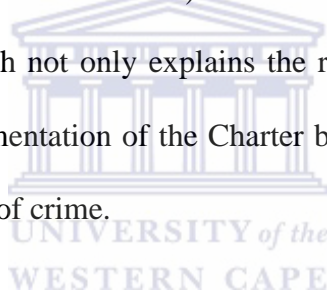 h not only explains the r
mentation of the Charter b
of crime.
UNIVERSITY of the
WESTERN CAPE